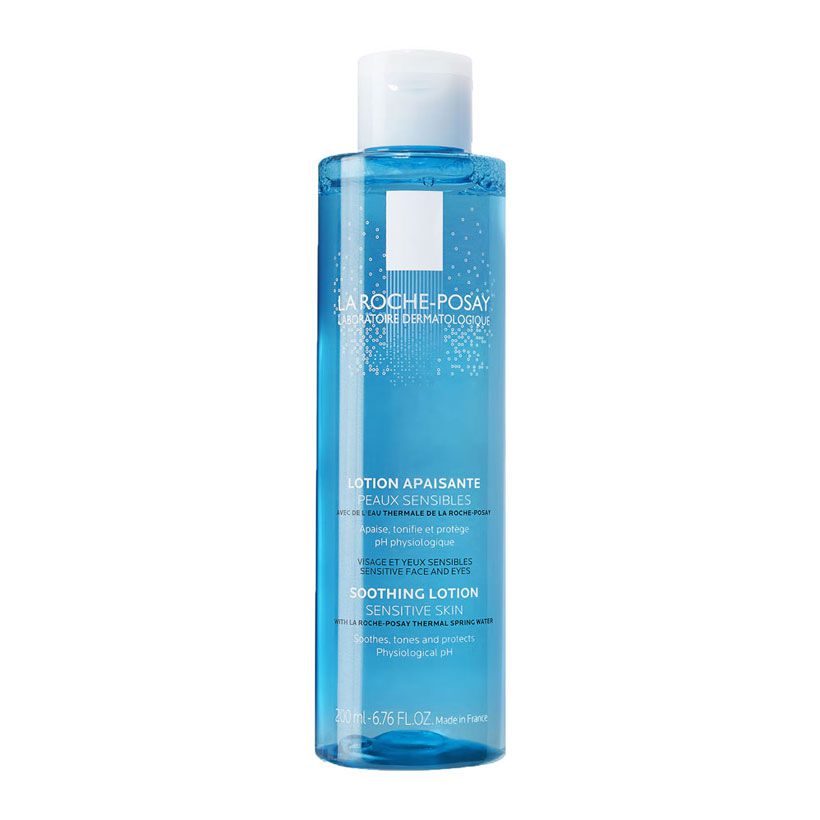 LA ROCHE-POSAY
LABORATOIRE DERMATOLOGIQUE
LOTION APAISANTE
PEAUX SENSIBLES
AVEC DE L'EAU THERMALE DE LA ROCHE-POSAY
Apaise, tonifie et protège
pH physiologique
VISAGE ET YEUX SENSIBLES
SENSITIVE FACE AND EYES
SOOTHING LOTION
SENSITIVE SKIN
WITH LA ROCHE-POSAY THERMAL SPRING WATER
Soothes, tones and protects
Physiological pH
200 ml-6.76 FL.OZ. Made in France